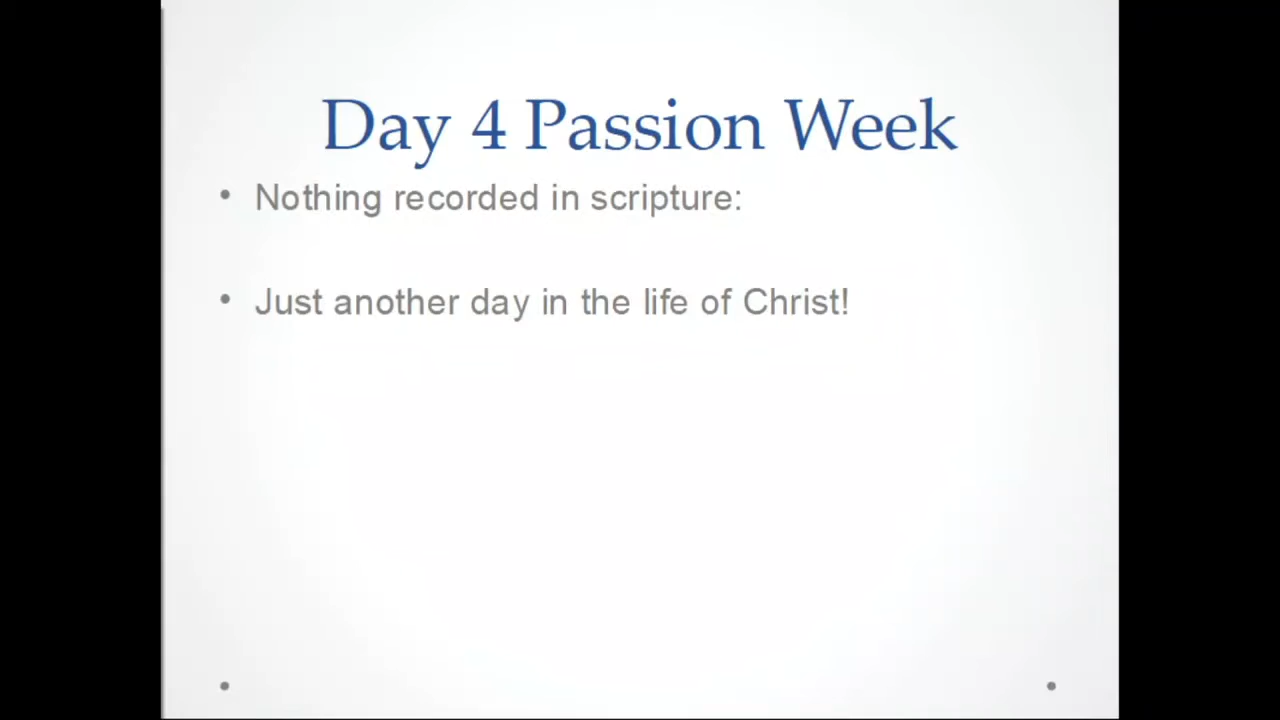 Day 4 Passion Week
• Nothing recorded in scripture:
• Just another day in the life of Christ!